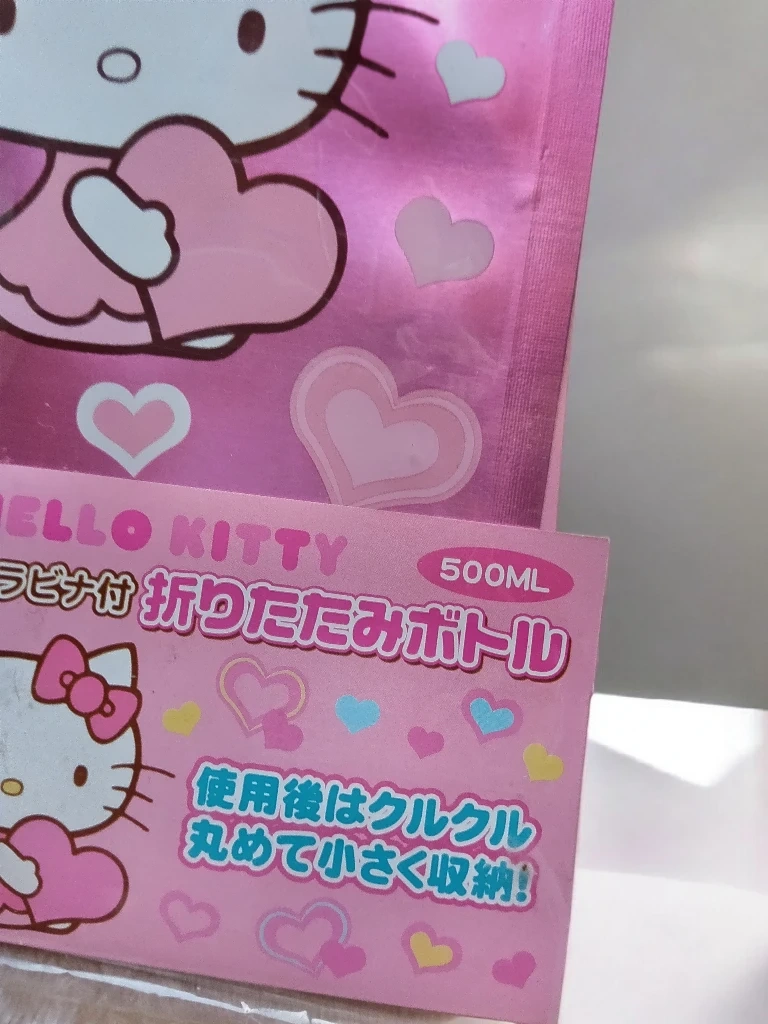 HELLO KITTY
500ML
ラビナ付 折りたたみボトル
使用後はクルクル
丸めて小さく収納!